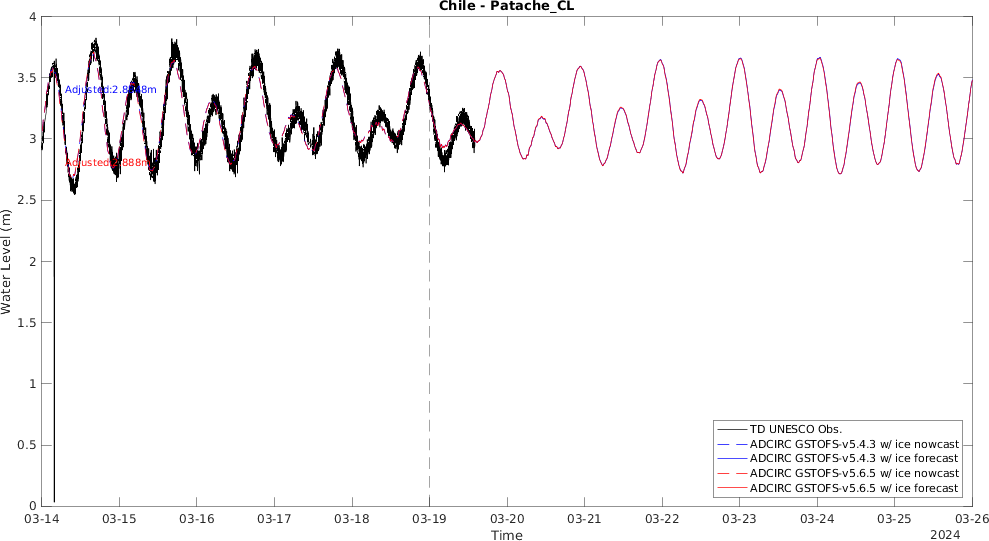 Chile - Patache_CL
4
3.5
3
2.5
2
1.5
1
0.5
0
Water Level (m)
Adjusted:2.8
m
Adjusted:
.888m
TD UNESCO Obs.
ADCIRC GSTOFS-v5.4.3 w/ ice nowcast
ADCIRC GSTOFS-v5.4.3 w/ ice forecast
ADCIRC GSTOFS-v5.6.5 w/ ice nowcast
ADCIRC GSTOFS-v5.6.5 w/ ice forecast
03-14 03-15 03-16 03-17 03-18 03-19 03-20 03-21 03-22 03-23 03-24 03-25 03-26
Time
2024